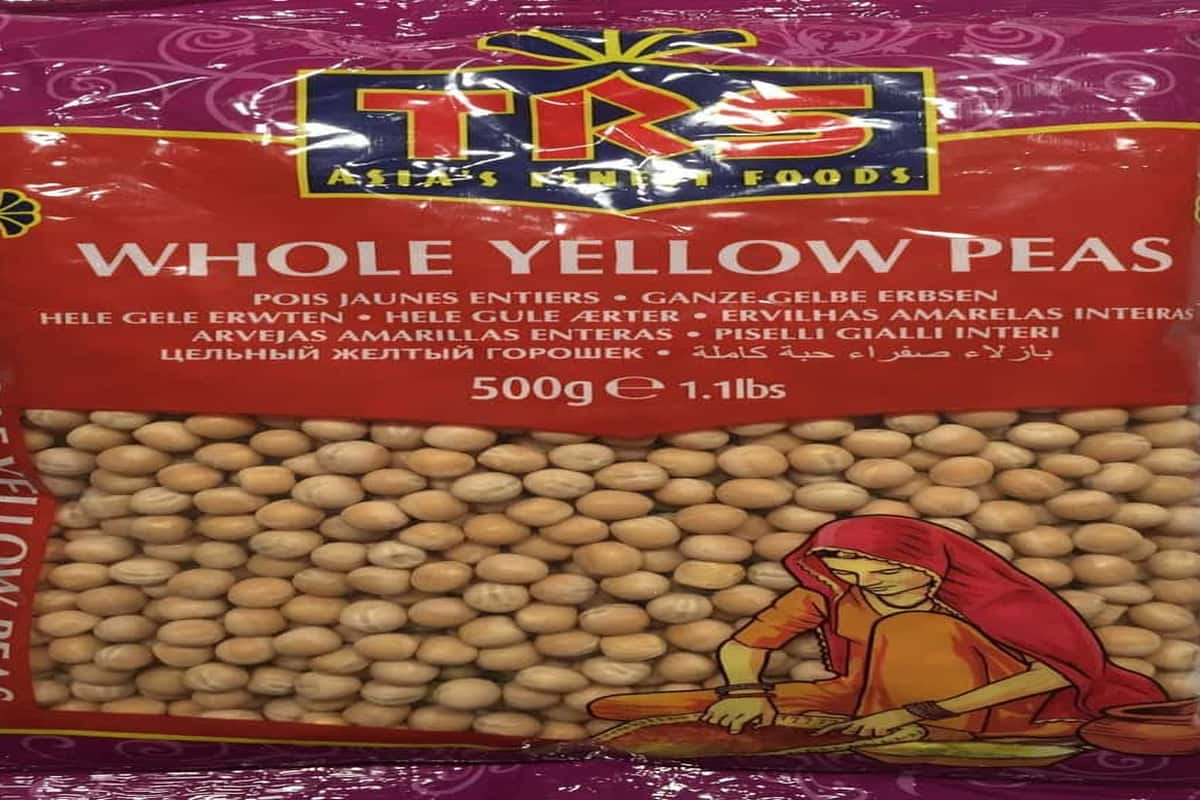 TRS
ASIA'S FINEST FOODS
WHOLE YELLOW PEAS
POIS JAUNES ENTIERS • GANZE GELBE ERBSEN
HELE GELE ERWTEN • HELE GULE ÆRTER • ERVILHAS AMARELAS INTEIRAS
ARVEJAS AMARILLAS ENTERAS • PISELLI GIALLI INTERI
ЦЕЛЬНЫЙ ЖЕЛТЫЙ ГОРОШЕК • بازلاء صفراء حبة كاملة
500g ℮ 1.1lbs
YELLOW PEAS